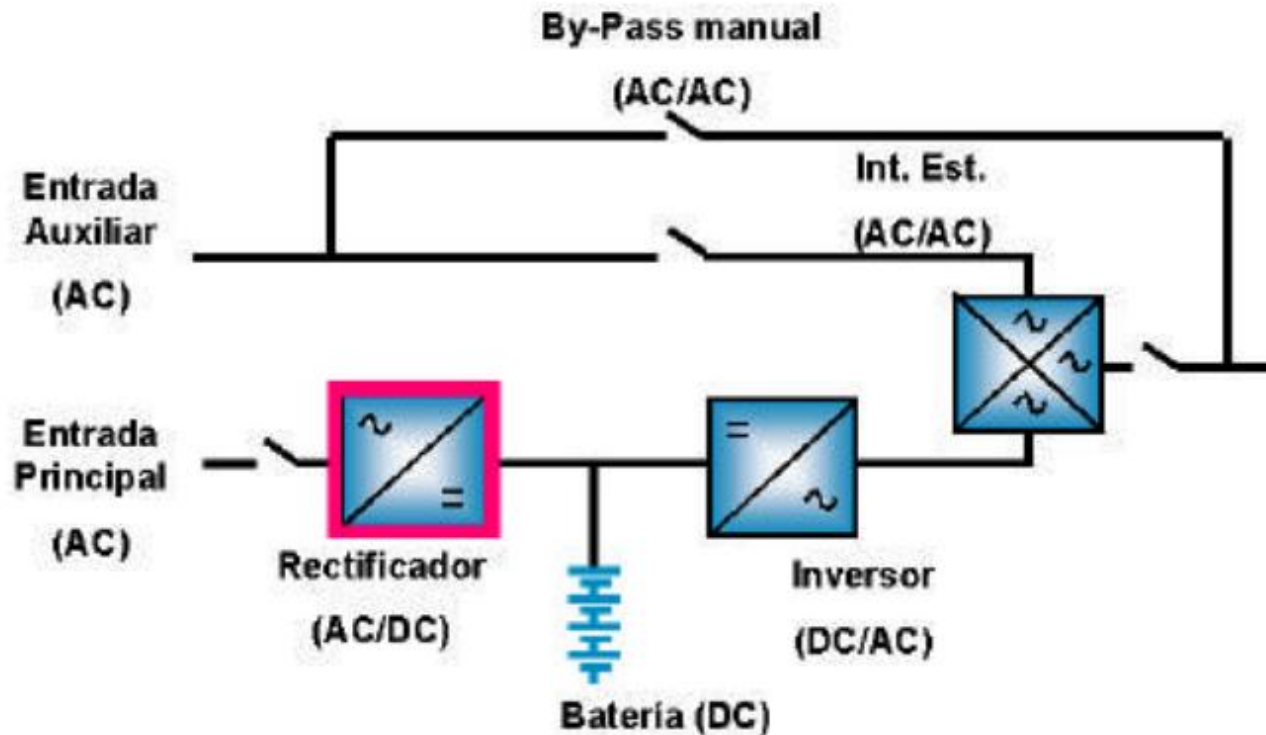 By-Pass manual
(AC/AC)
Int. Est.
(AC/AC)
Entrada
Auxiliar
(AC)
Entrada
Principal
(AC)
Rectificador
(AC/DC)
Inversor
(DC/AC)
Bateria (DC)